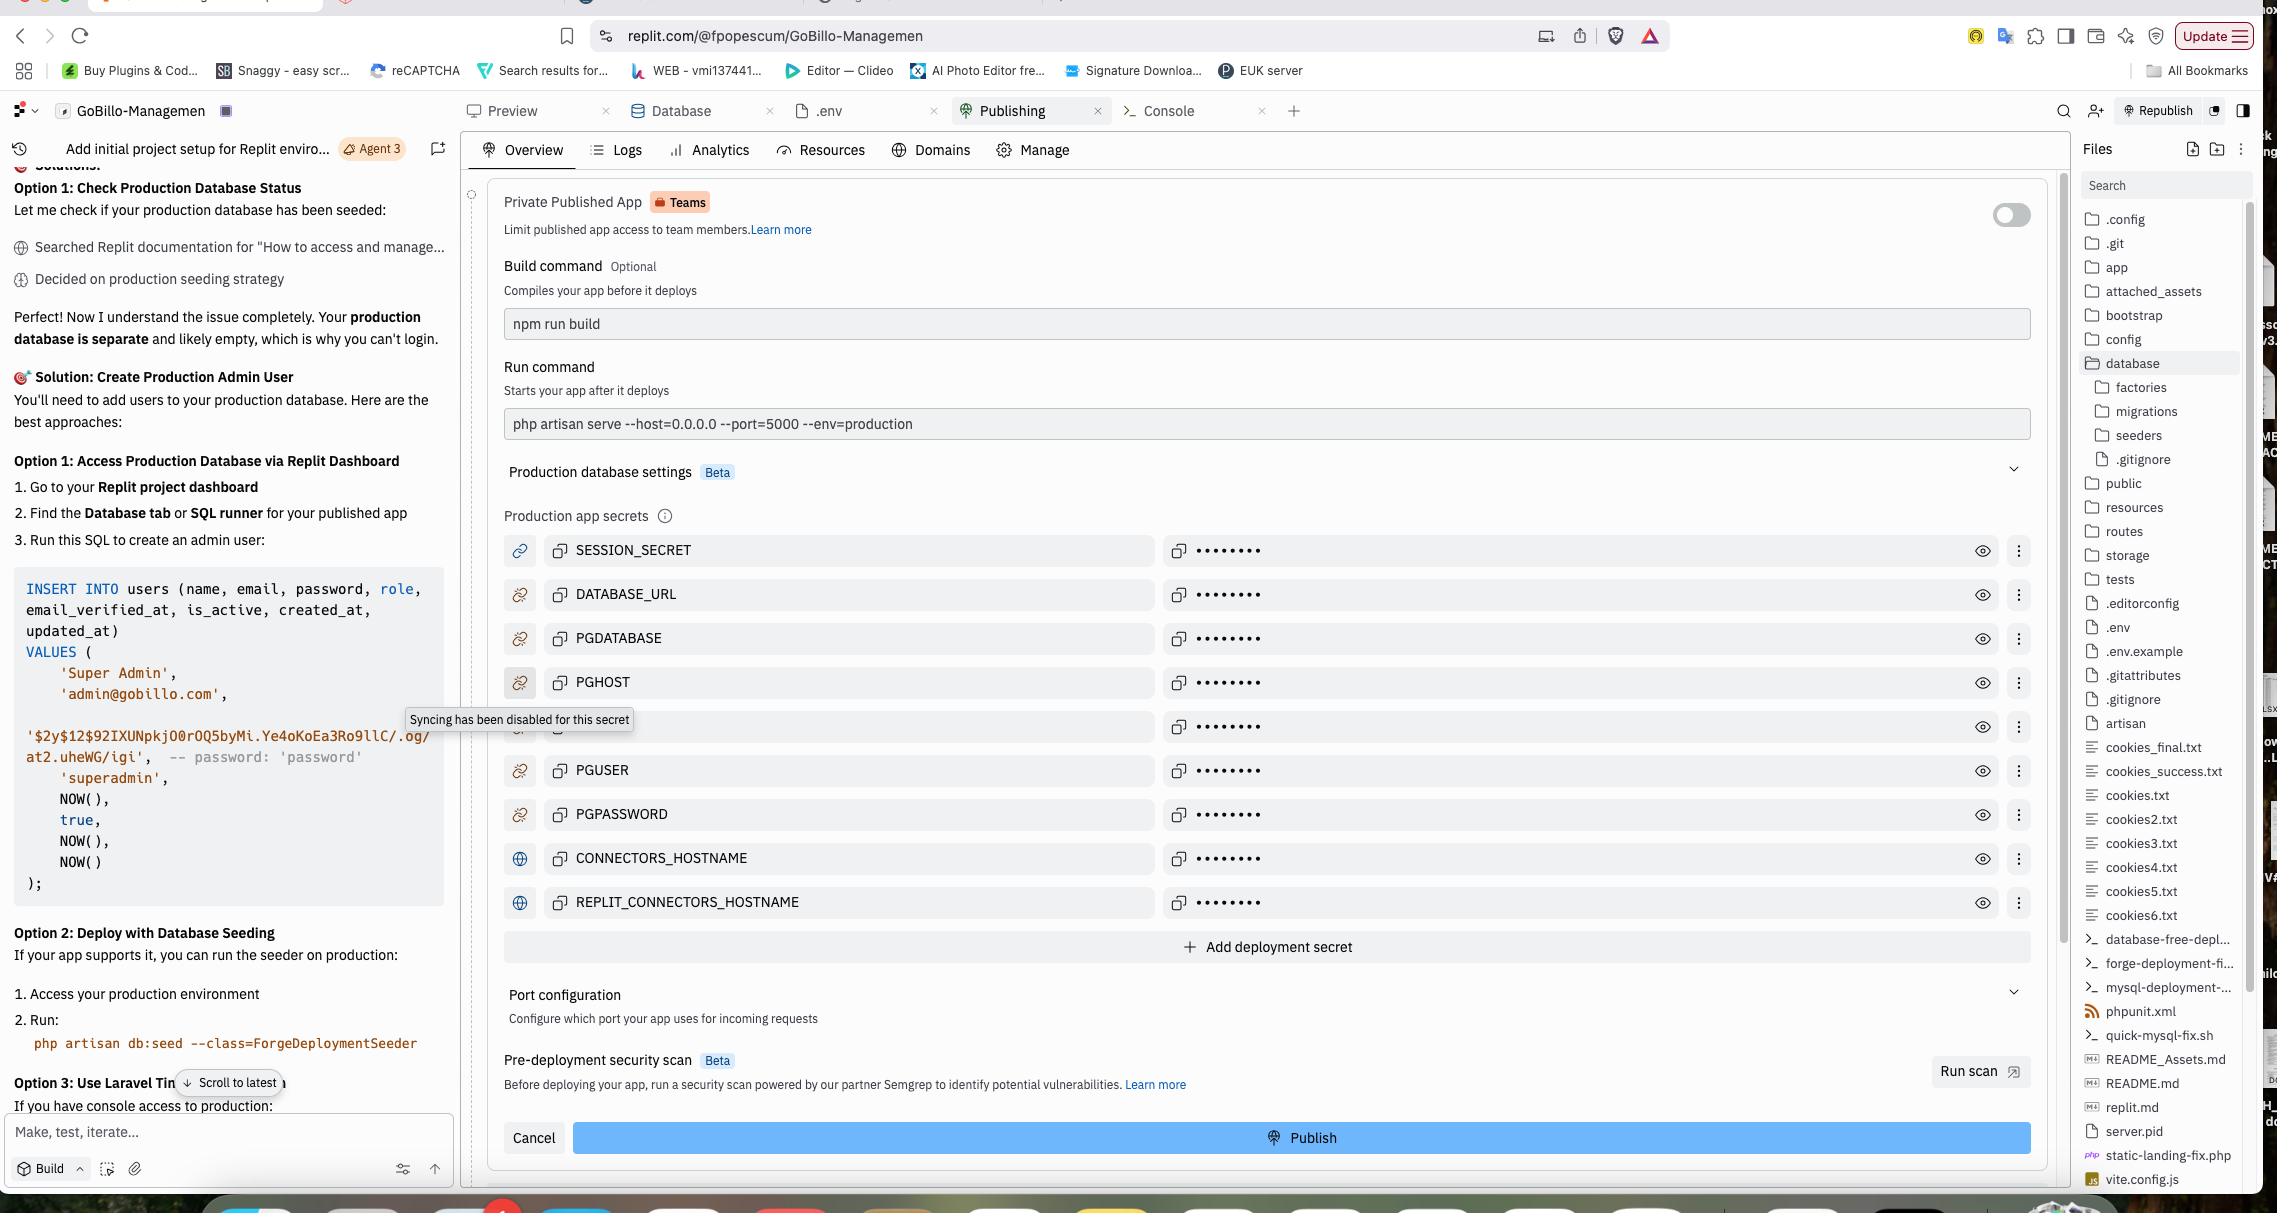 replit.com/@fpopescum/GoBillo-Managemen
Update
Buy Plugins & Cod...
Snaggy - easy scr...
reCAPTCHA
Search results for...
WEB - vmi137441...
Editor — Clideo
AI Photo Editor fre...
Signature Downloa...
EUK server
All Bookmarks
GoBillo-Managemen
Preview
Database
.env
Publishing
Console
Republish
Add initial project setup for Replit enviro...
Agent 3
Solutions:
Option 1: Check Production Database Status
Let me check if your production database has been seeded:
Searched Replit documentation for "How to access and manage...
Decided on production seeding strategy
Perfect! Now I understand the issue completely. Your production
database is separate and likely empty, which is why you can't login.
Solution: Create Production Admin User
You'll need to add users to your production database. Here are the
best approaches:
Option 1: Access Production Database via Replit Dashboard
1. Go to your Replit project dashboard
2. Find the Database tab or SQL runner for your published app
3. Run this SQL to create an admin user:
INSERT INTO users (name, email, password, role,
email_verified_at, is_active, created_at,
updated_at)
VALUES (
'Super Admin',
'admin@gobillo.com',
'$2y$12$92IXUNpkjO0rOQ5byMi.Ye4oKoEa3Ro9llC/.og/
at2.uheWG/igi',  -- password: 'password'
'superadmin',
NOW(),
true,
NOW(),
NOW()
);
Option 2: Deploy with Database Seeding
If your app supports it, you can run the seeder on production:
1. Access your production environment
2. Run:
php artisan db:seed --class=ForgeDeploymentSeeder
Option 3: Use Laravel Tin
Scroll to latest
If you have console access to production:
Make, test, iterate...
Build
Overview
Logs
Analytics
Resources
Domains
Manage
Private Published App
Teams
Limit published app access to team members.Learn more
Build command Optional
Compiles your app before it deploys
npm run build
Run command
Starts your app after it deploys
php artisan serve --host=0.0.0.0 --port=5000 --env=production
Production database settings Beta
Production app secrets
SESSION_SECRET ••••••••
DATABASE_URL ••••••••
PGDATABASE ••••••••
PGHOST ••••••••
Syncing has been disabled for this secret
••••••••
PGUSER ••••••••
PGPASSWORD ••••••••
CONNECTORS_HOSTNAME ••••••••
REPLIT_CONNECTORS_HOSTNAME ••••••••
Add deployment secret
Port configuration
Configure which port your app uses for incoming requests
Pre-deployment security scan Beta
Before deploying your app, run a security scan powered by our partner Semgrep to identify potential vulnerabilities. Learn more
Run scan
Cancel
Publish
Files
Search
.config
.git
app
attached_assets
bootstrap
config
database
factories
migrations
seeders
.gitignore
public
resources
routes
storage
tests
.editorconfig
.env
.env.example
.gitattributes
.gitignore
artisan
cookies_final.txt
cookies_success.txt
cookies.txt
cookies2.txt
cookies3.txt
cookies4.txt
cookies5.txt
cookies6.txt
database-free-depl...
forge-deployment-fi...
mysql-deployment-...
phpunit.xml
quick-mysql-fix.sh
README_Assets.md
README.md
replit.md
server.pid
static-landing-fix.php
vite.config.js